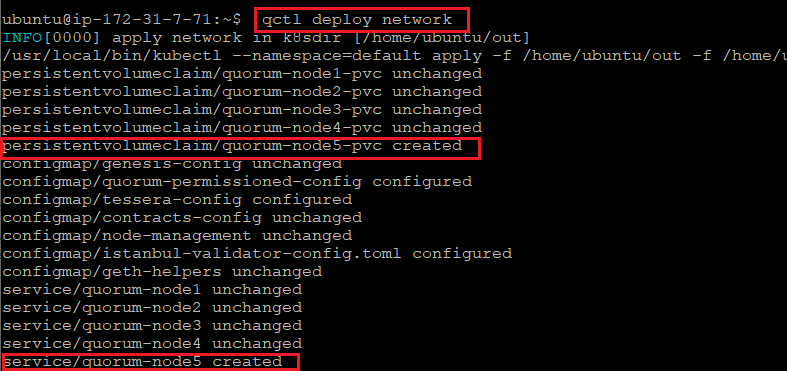 ubuntu@ip-172-31-7-71:~$ qctl deploy network
INFO[0000] apply network in k8sdir [/home/ubuntu/out]
/usr/local/bin/kubectl --namespace=default apply -f /home/ubuntu/out -f /home/u
persistentvolumeclaim/quorum-node1-pvc unchanged
persistentvolumeclaim/quorum-node2-pvc unchanged
persistentvolumeclaim/quorum-node3-pvc unchanged
persistentvolumeclaim/quorum-node4-pvc unchanged
persistentvolumeclaim/quorum-node5-pvc created
configmap/genesis-config unchanged
configmap/quorum-permissioned-config configured
configmap/tessera-config configured
configmap/contracts-config unchanged
configmap/node-management unchanged
configmap/istanbul-validator-config.toml configured
configmap/geth-helpers unchanged
service/quorum-node1 unchanged
service/quorum-node2 unchanged
service/quorum-node3 unchanged
service/quorum-node4 unchanged
service/quorum-node5 created